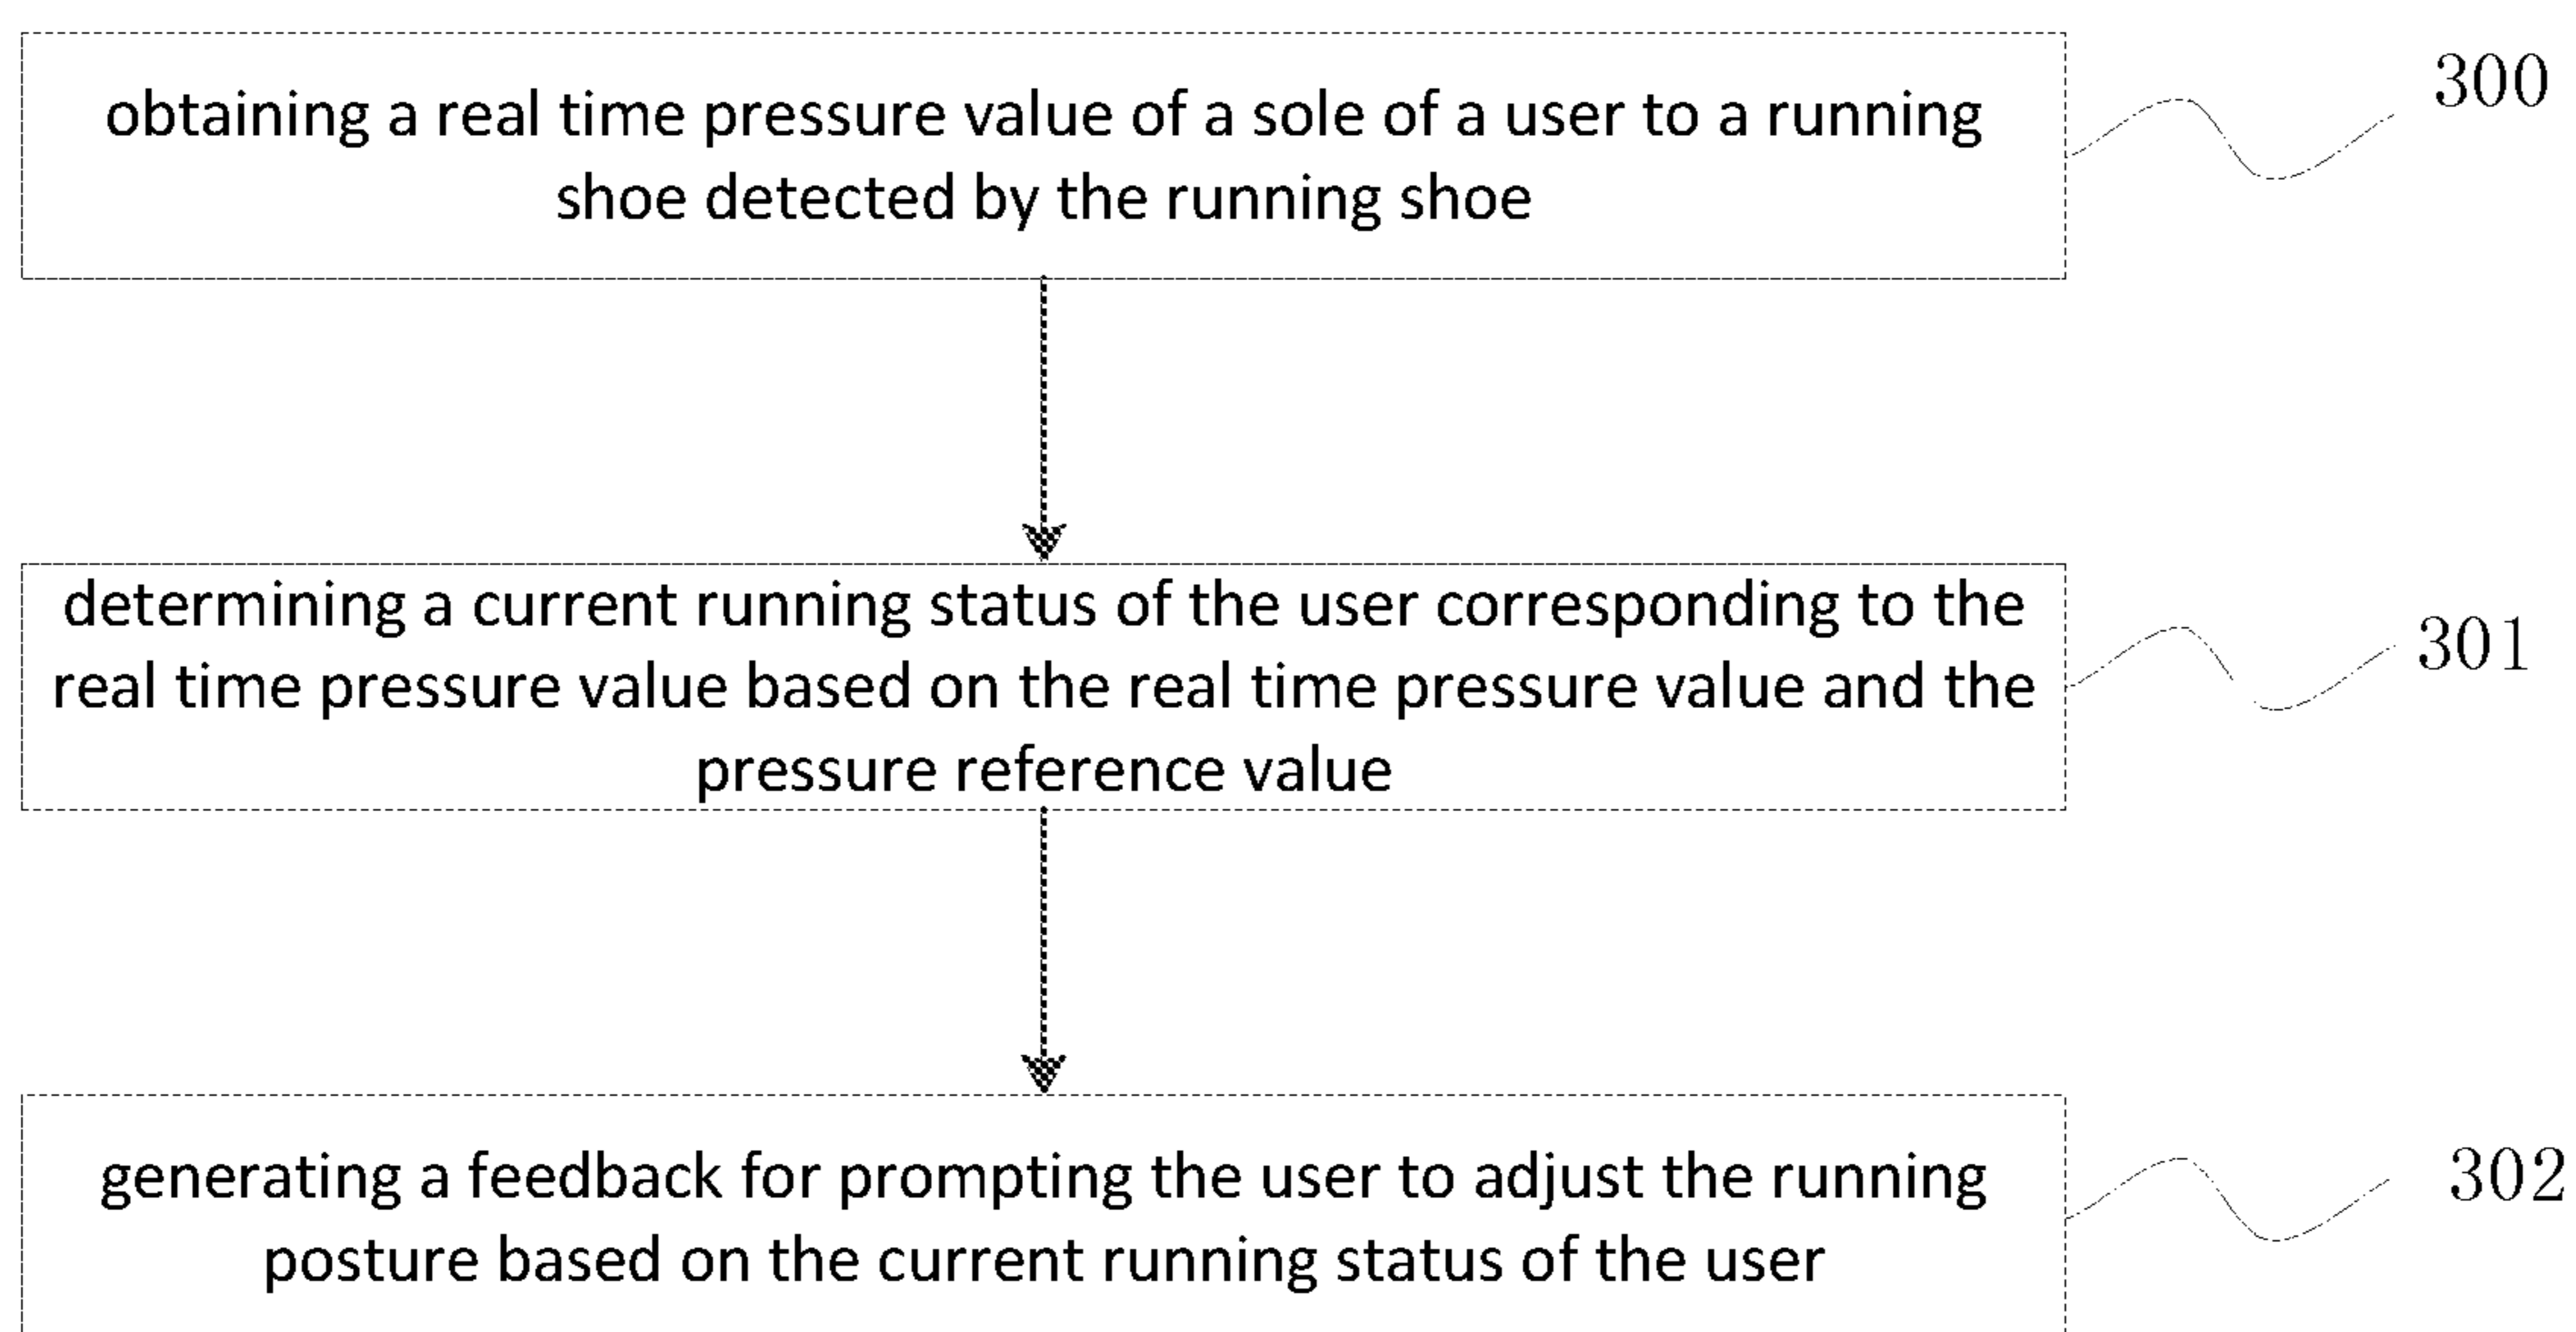 obtaining a real time pressure value of a sole of a user to a running
shoe detected by the running shoe
300
determining a current running status of the user corresponding to the
real time pressure value based on the real time pressure value and the
pressure reference value
301
generating a feedback for prompting the user to adjust the running
posture based on the current running status of the user
302